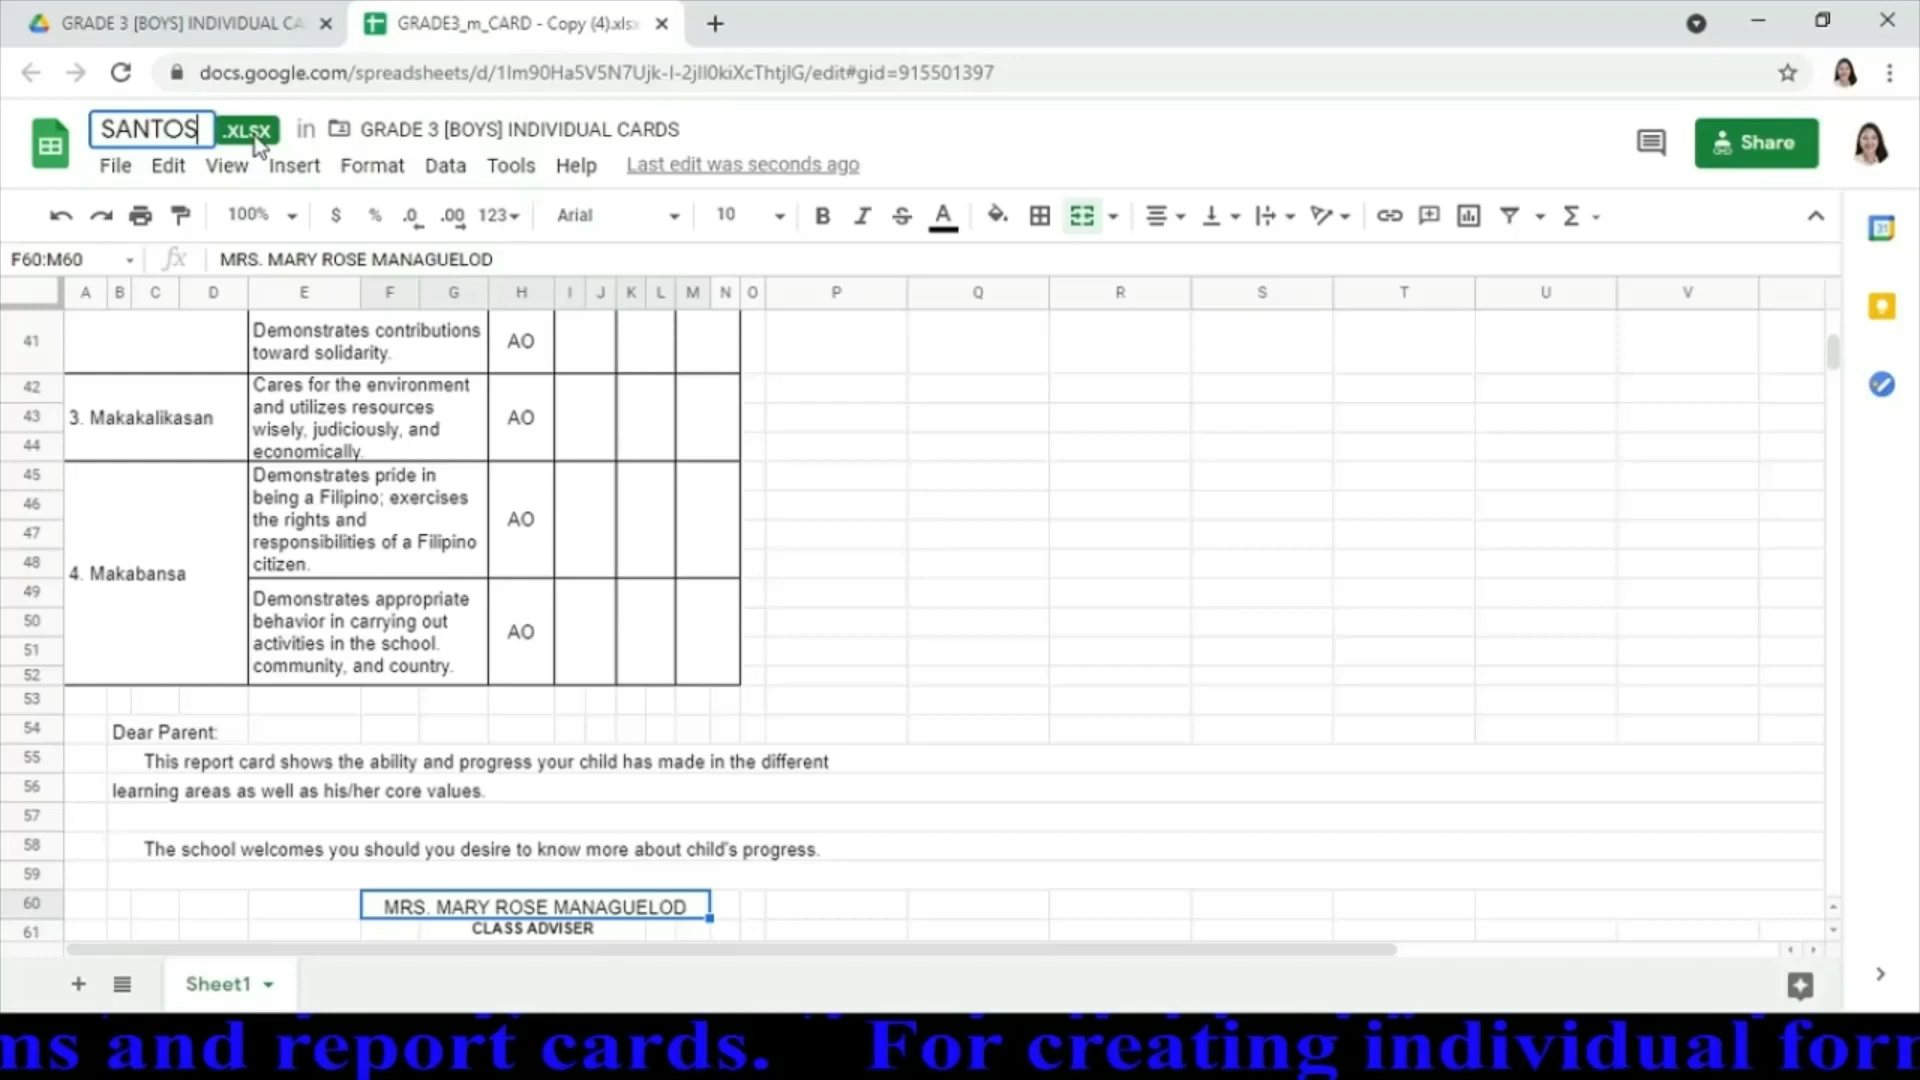 GRADE 3 [BOYS] INDIVIDUAL CA
GRADE3_m_CARD - Copy (4).xls
docs.google.com/spreadsheets/d/1lm90Ha5V5N7Ujk-I-2jIl0kiXcThtjlG/edit#gid=915501397
SANTOS .XLSX in GRADE 3 [BOYS] INDIVIDUAL CARDS
File Edit View Insert Format Data Tools Help Last edit was seconds ago
Share
100% $ % .0 .00 123 Arial 10 B I S A
31
F60:M60 fx MRS. MARY ROSE MANAGUELOD
A B C D E F G H I J K L M N O P Q R S T U V
41
Demonstrates contributions
toward solidarity.
AO
42
43
44
3. Makakalikasan
Cares for the environment
and utilizes resources
wisely, judiciously, and
economically.
AO
45
46
47
48
49
50
51
52
4. Makabansa
Demonstrates pride in
being a Filipino; exercises
the rights and
responsibilities of a Filipino
citizen.
AO
Demonstrates appropriate
behavior in carrying out
activities in the school.
community, and country.
AO
53
54 Dear Parent:
55 This report card shows the ability and progress your child has made in the different
56 learning areas as well as his/her core values.
57
58 The school welcomes you should you desire to know more about child's progress.
59
60 MRS. MARY ROSE MANAGUELOD
61 CLASS ADVISER
Sheet1
ms and report cards. For creating individual forn